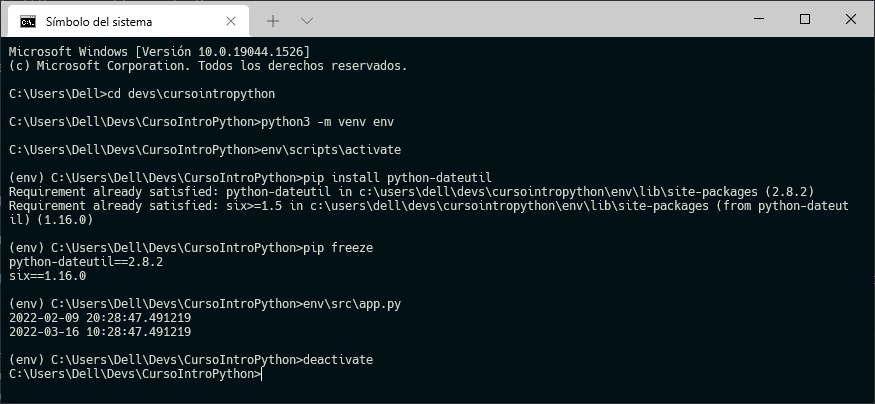 Símbolo del sistema
Microsoft Windows [Versión 10.0.19044.1526]
(c) Microsoft Corporation. Todos los derechos reservados.
C:\Users\Dell>cd devs\cursointropython
C:\Users\Dell\Devs\CursoIntroPython>python3 -m venv env
C:\Users\Dell\Devs\CursoIntroPython>env\scripts\activate
(env) C:\Users\Dell\Devs\CursoIntroPython>pip install python-dateutil
Requirement already satisfied: python-dateutil in c:\users\dell\devs\cursointropython\env\lib\site-packages (2.8.2)
Requirement already satisfied: six>=1.5 in c:\users\dell\devs\cursointropython\env\lib\site-packages (from python-dateut
il) (1.16.0)
(env) C:\Users\Dell\Devs\CursoIntroPython>pip freeze
python-dateutil==2.8.2
six==1.16.0
(env) C:\Users\Dell\Devs\CursoIntroPython>env\src\app.py
2022-02-09 20:28:47.491219
2022-03-16 10:28:47.491219
(env) C:\Users\Dell\Devs\CursoIntroPython>deactivate
C:\Users\Dell\Devs\CursoIntroPython>